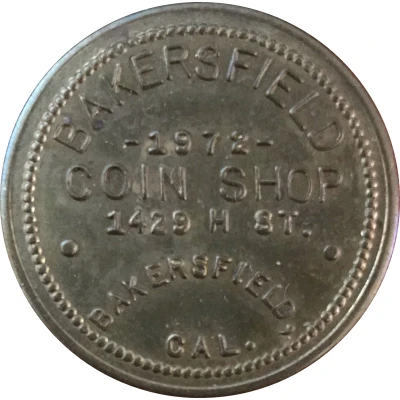 BAKERSFIELD
-1972-
COIN SHOP
1429 H ST.
BAKERSFIELD,
CAL.